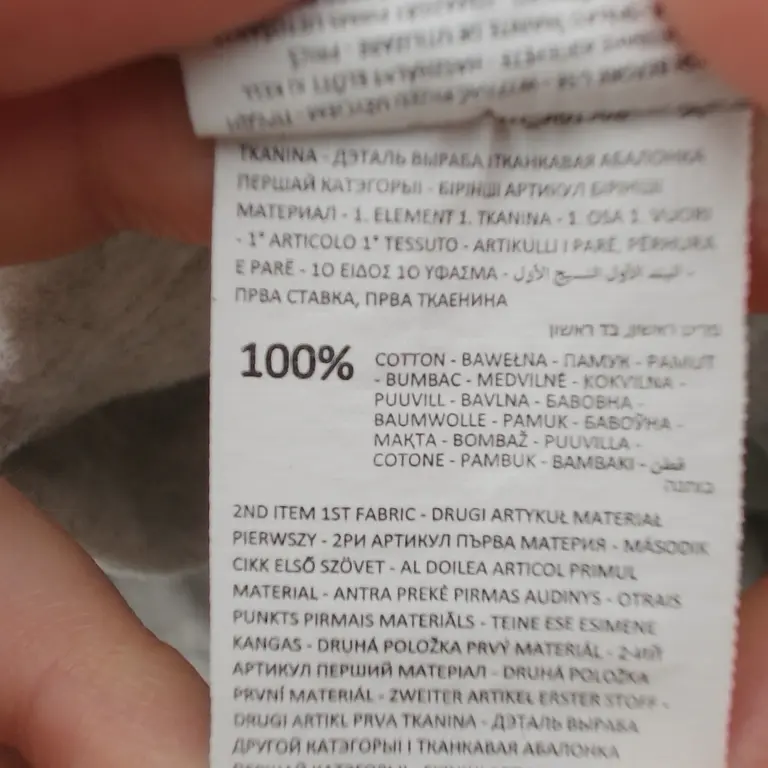 TKANINA - ДЭТАЛЬ ВЫРАБА ІТКАНКАВАЯ АБАЛОНКА
ПЕРШАЙ КАТЭГОРЫІ - БІРІНШІ АРТИКУЛ БІРІНШІ
МАТЕРИАЛ - 1. ELEMENT 1. TKANINA - 1. OSA 1. VUORI
- 1° ARTICOLO 1° TESSUTO - ARTIKULLI I PARË, PËRHURA
E PARË - 1Ο ΕΙΔΟΣ 1Ο ΥΦΑΣΜΑ - البند الأول النسيج الأول -
ПРВА СТАВКА, ПРВА ТКАЕНИНА
פריט ראשון, בד ראשון
100%
COTTON - BAWEŁNA - ПАМУК - PAMUT
- BUMBAC - MEDVILNĖ - KOKVILNA -
PUUVILL - BAVLNA - БАВОВНА -
BAUMWOLLE - PAMUK - БАВОЎНА -
МАҚТА - BOMBAŽ - PUUVILLA -
COTONE - PAMBUK - BAMBAKI - قطن -
כותנה
2ND ITEM 1ST FABRIC - DRUGI ARTYKUŁ MATERIAŁ
PIERWSZY - 2РИ АРТИКУЛ ПЪРВА МАТЕРИЯ - MÁSODIK
CIKK ELSŐ SZÖVET - AL DOILEA ARTICOL PRIMUL
MATERIAL - ANTRA PREKĖ PIRMAS AUDINYS - OTRAIS
PUNKTS PIRMAIS MATERIĀLS - TEINE ESE ESIMENE
KANGAS - DRUHÁ POLOŽKA PRVÝ MATERIÁL - 2-ИЙ
АРТИКУЛ ПЕРШИЙ МАТЕРІАЛ - DRUHÁ POLOŽKA
PRVNÍ MATERIÁL - ZWEITER ARTIKEL ERSTER STOFF -
DRUGI ARTIKL PRVA TKANINA - ДЭТАЛЬ ВЫРАБА
ДРУГОЙ КАТЭГОРЫІ І ТКАНКАВАЯ АБАЛОНКА